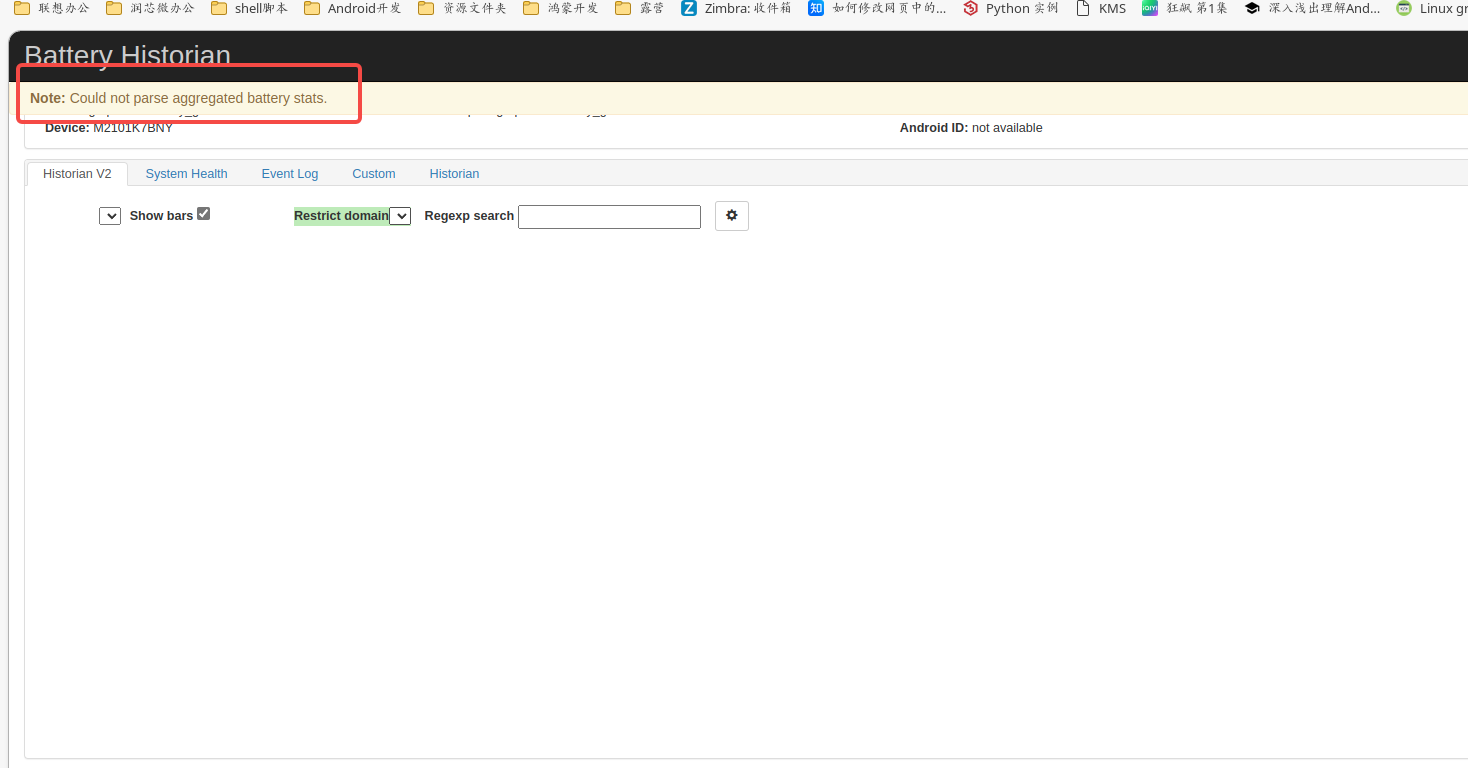 联想办公 润芯微办公 shell脚本 Android开发 资源文件夹 鸿蒙开发 露营 Zimbra: 收件箱 如何修改网页中的... Python 实例 KMS 狂飙 第1集 深入浅出理解And... Linux gr
Battery Historian
Note: Could not parse aggregated battery stats.
Device: M2101K7BNY Android ID: not available
Historian V2 System Health Event Log Custom Historian
Show bars Restrict domain Regexp search